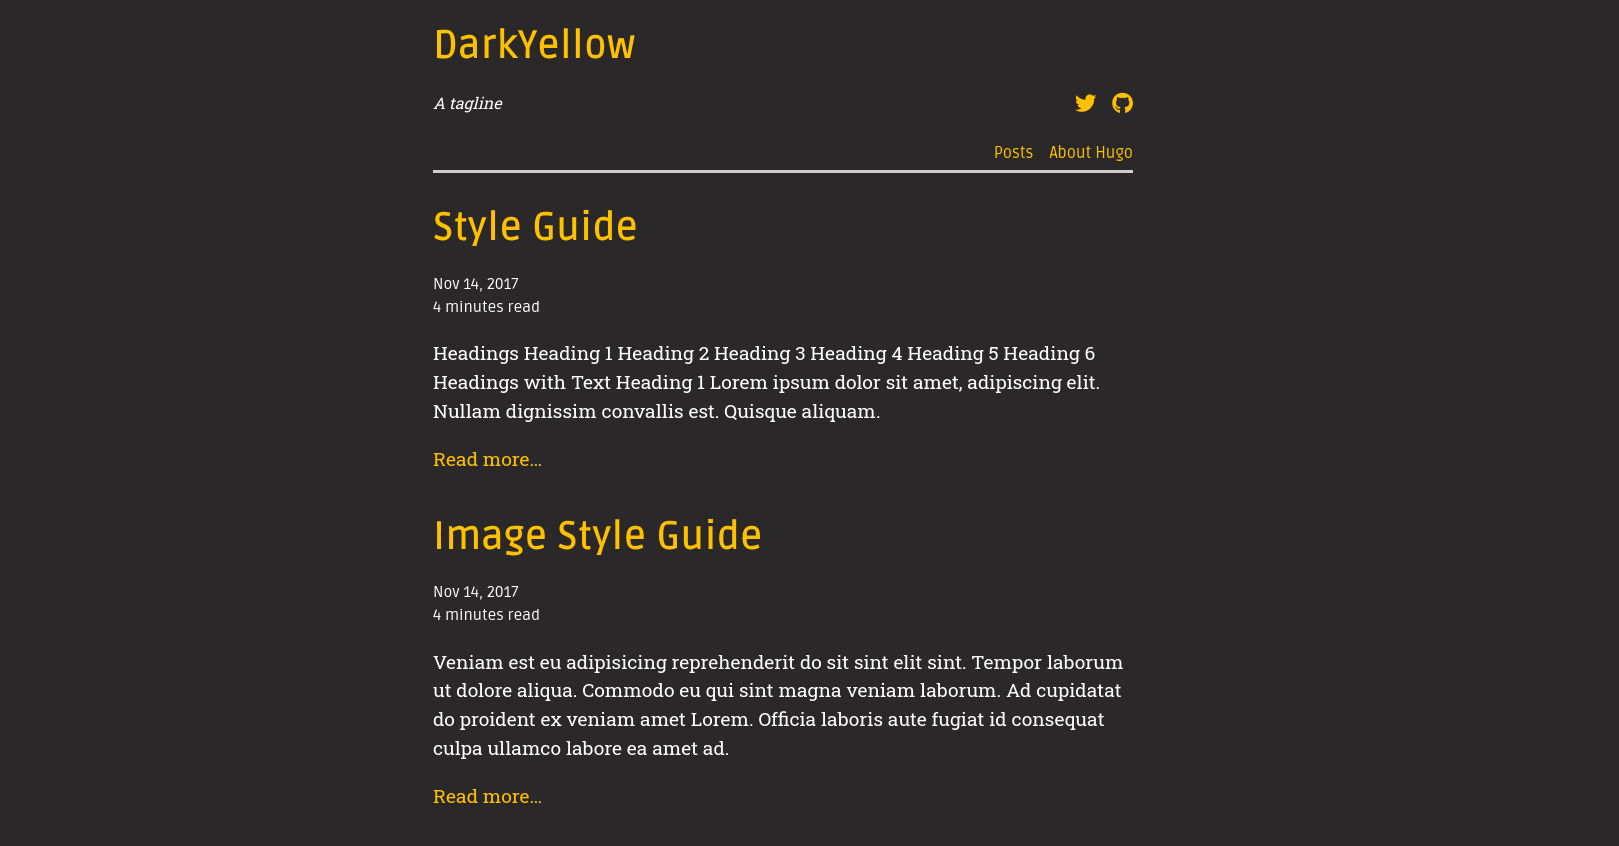 DarkYellow
A tagline
Posts About Hugo
Style Guide
Nov 14, 2017
4 minutes read
Headings Heading 1 Heading 2 Heading 3 Heading 4 Heading 5 Heading 6
Headings with Text Heading 1 Lorem ipsum dolor sit amet, adipiscing elit.
Nullam dignissim convallis est. Quisque aliquam.
Read more…
Image Style Guide
Nov 14, 2017
4 minutes read
Veniam est eu adipisicing reprehenderit do sit sint elit sint. Tempor laborum
ut dolore aliqua. Commodo eu qui sint magna veniam laborum. Ad cupidatat
do proident ex veniam amet Lorem. Officia laboris aute fugiat id consequat
culpa ullamco labore ea amet ad.
Read more…